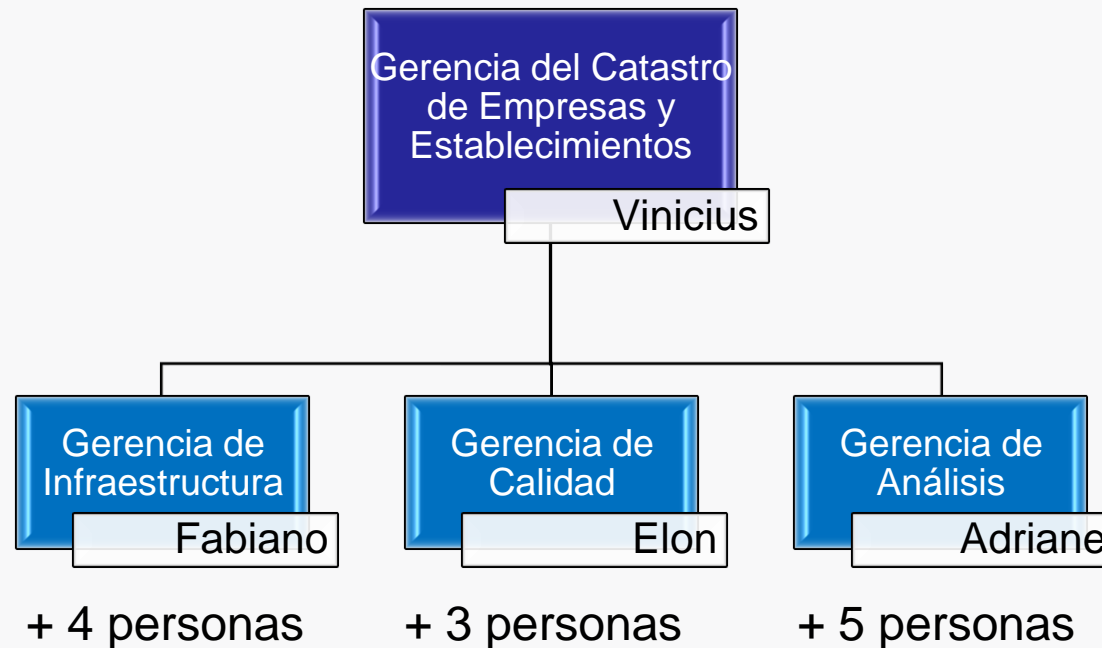 Gerencia del Catastro
de Empresas y
Establecimientos
Vinicius
Gerencia de
Infraestructura
Fabiano
+ 4 personas
Gerencia de
Calidad
Elon
+ 3 personas
Gerencia de
Análisis
Adriane
+ 5 personas